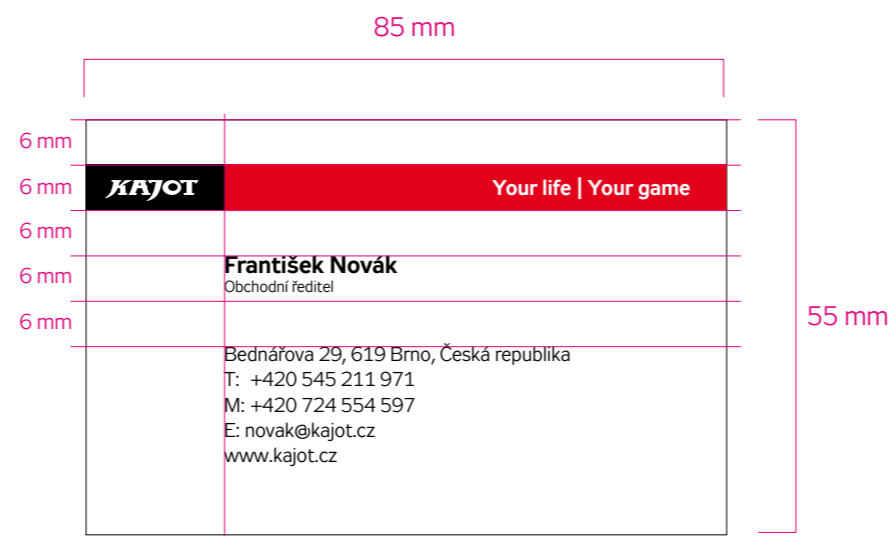 85 mm
6 mm
6 mm
KAJOT
Your life | Your game
6 mm
6 mm
František Novák
Obchodní ředitel
6 mm
55 mm
Bednářova 29, 619 Brno, Česká republika
T: +420 545 211 971
M: +420 724 554 597
E: novak@kajot.cz
www.kajot.cz